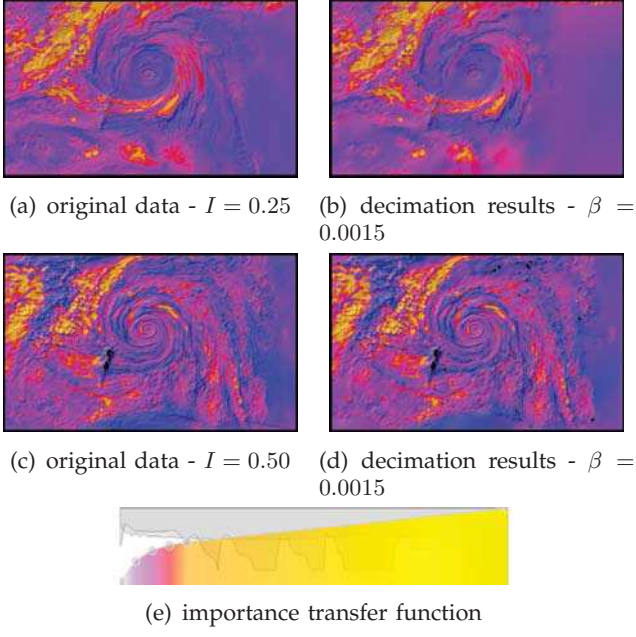 (a) original data - I = 0.25
(b) decimation results - β =
0.0015
(c) original data - I = 0.50
(d) decimation results - β =
0.0015
(e) importance transfer function